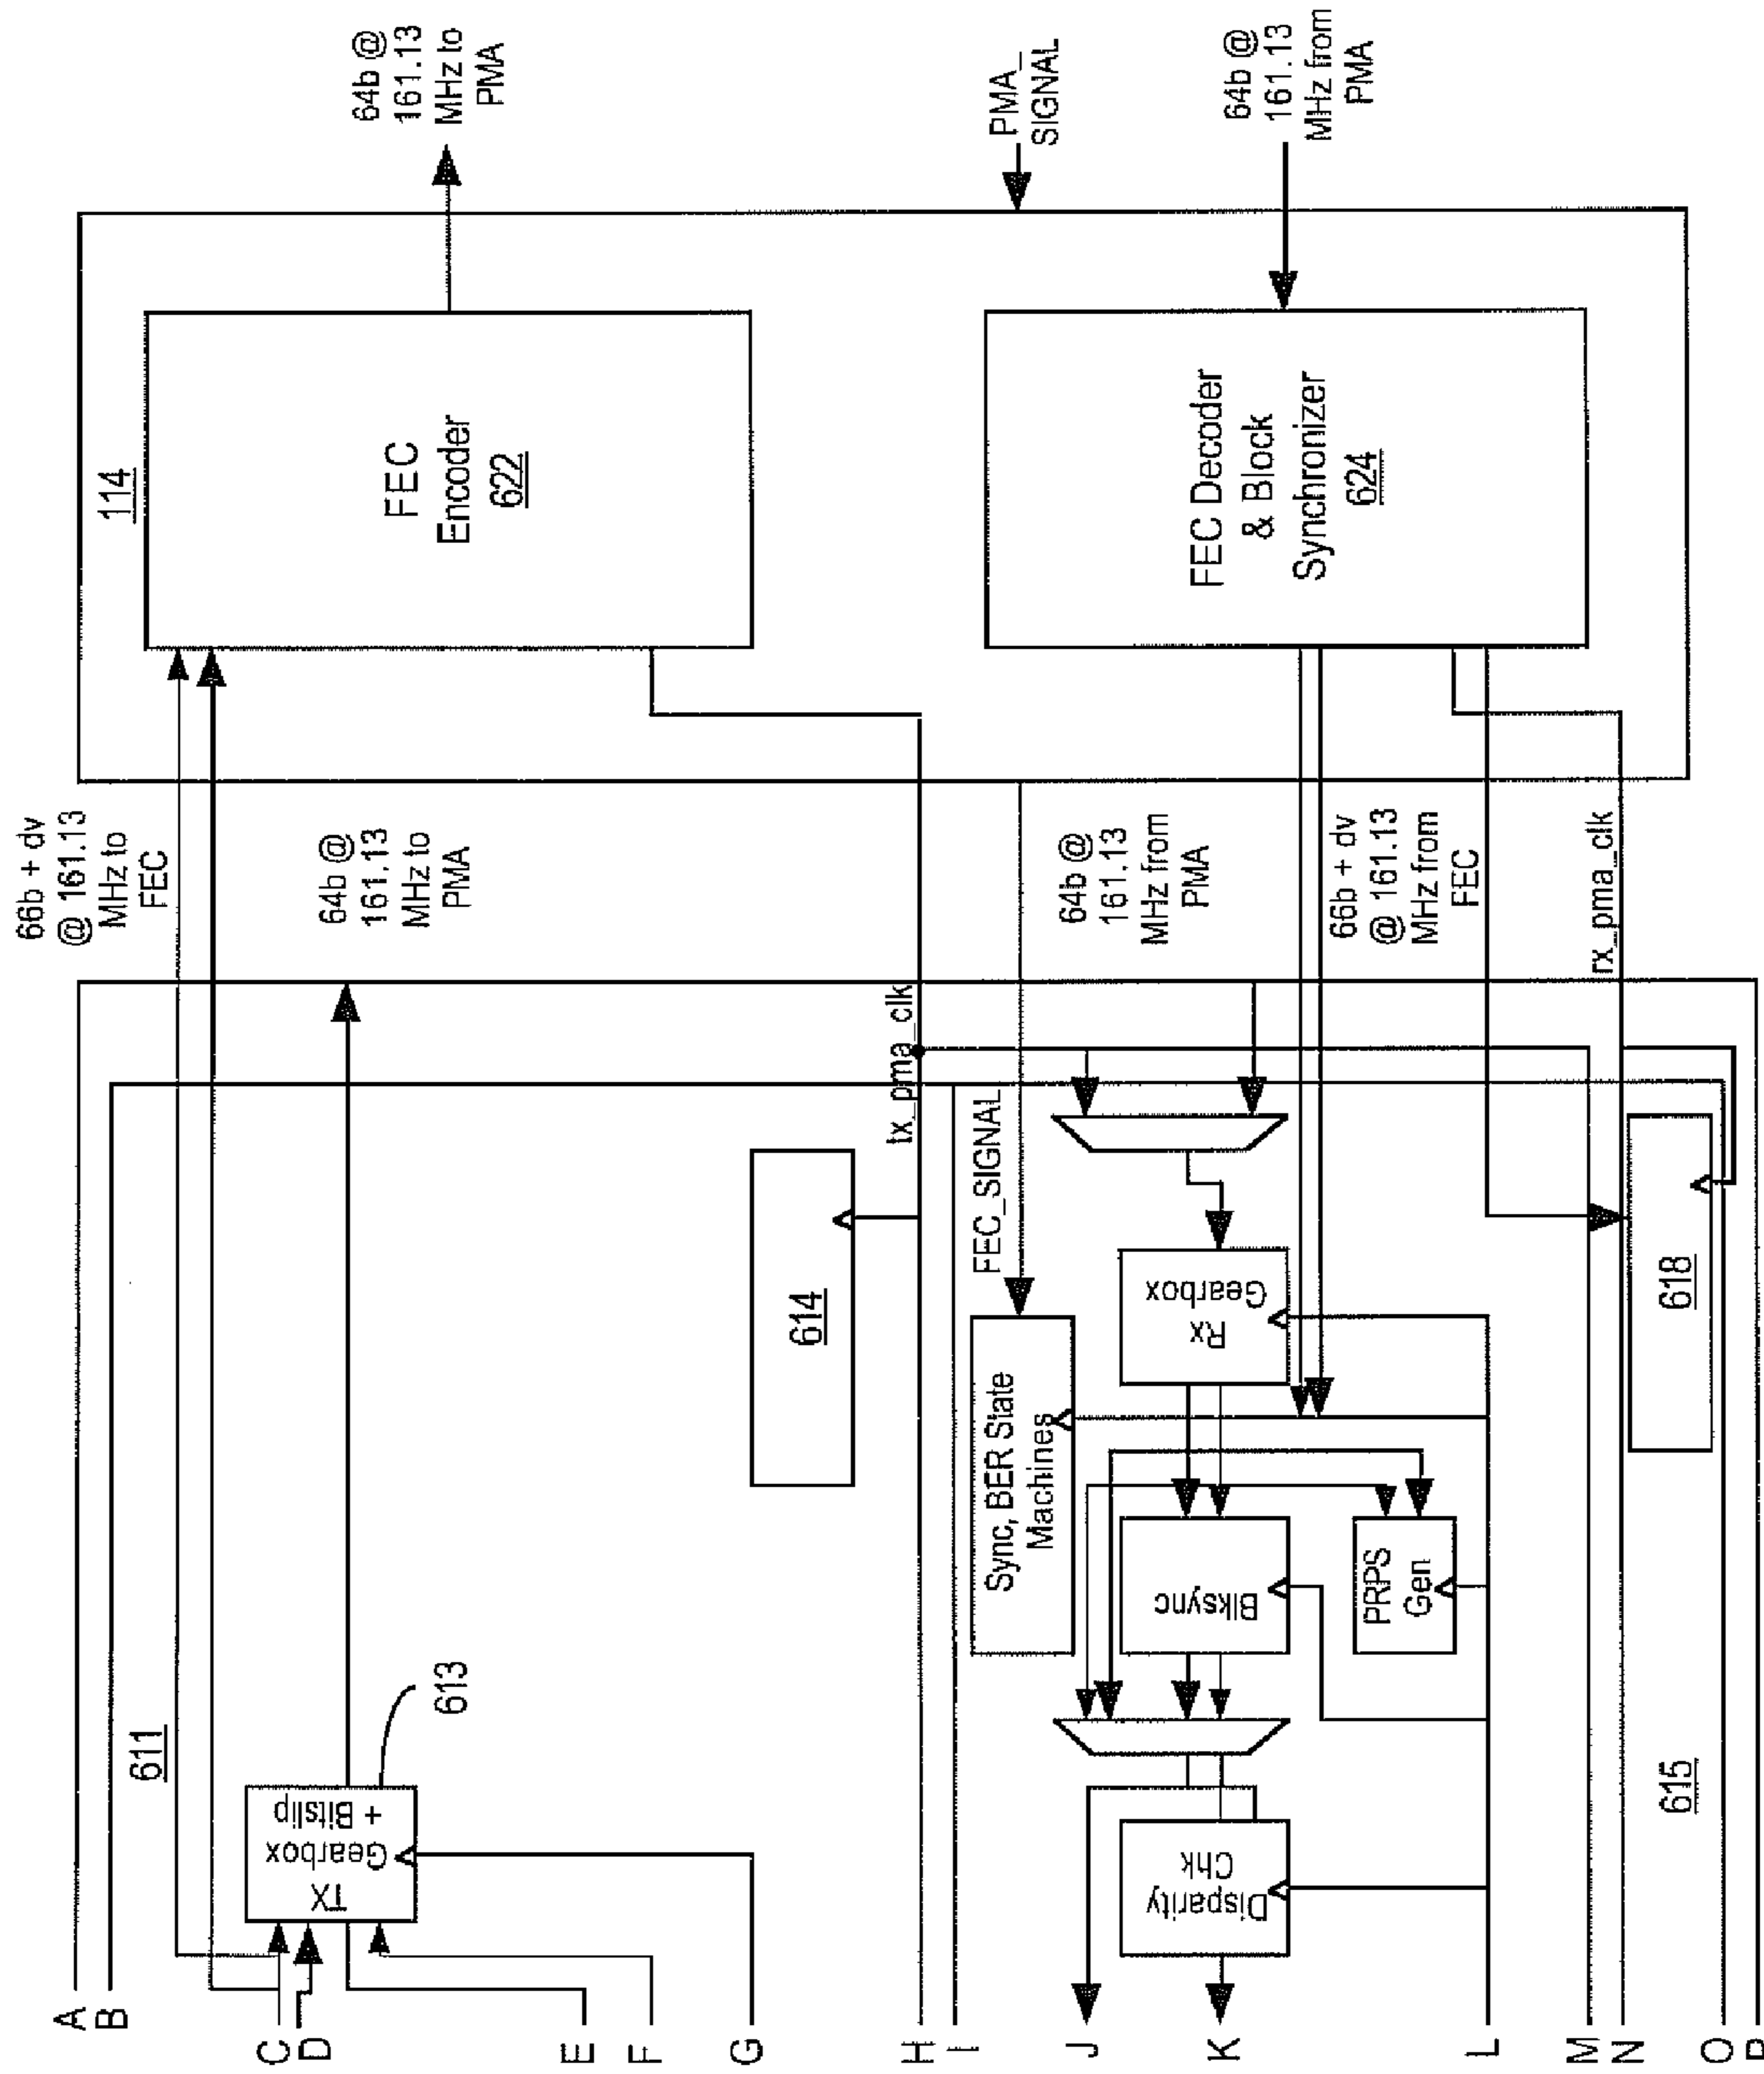 66b + dv
@ 161.13
MHz to
FEC
64b @
161.13
MHz to
PMA
64b @
161.13
MHz from
PMA
66b + dv
@ 161.13
MHz from
FEC
rx_pma_clk
tx_pma_clk
FEC_SIGNAL
114
FEC
Encoder
622
FEC Decoder
& Block
Synchronizer
624
64b @
161.13
MHz to
PMA
PMA_
SIGNAL
64b @
161.13
MHz from
PMA
611
613
TX
Gearbox
+ Bitslip
614
Sync, BER State
Machines
Rx
Gearbox
Blksync
PRPS
Gen
Disparity
Chk
618
615
A
B
C
D
E
F
G
H
I
J
K
L
M
N
O
P